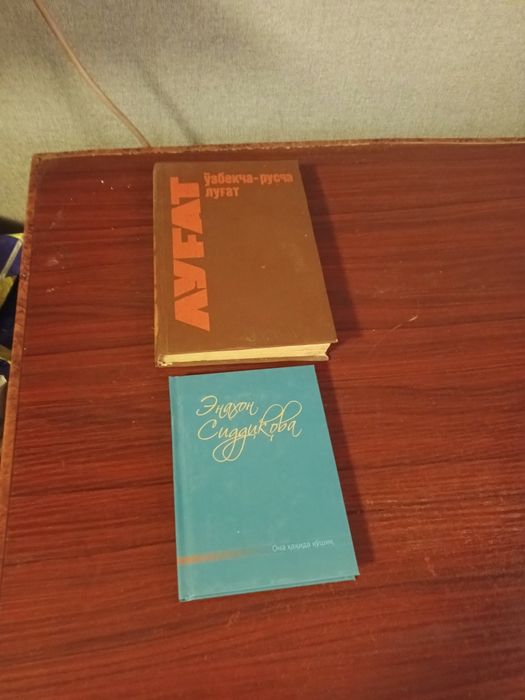 ЛУҒАТ
ўзбекча-русча
луғат
Энахон
Сиддиқова
Она ҳақида қўшиқ